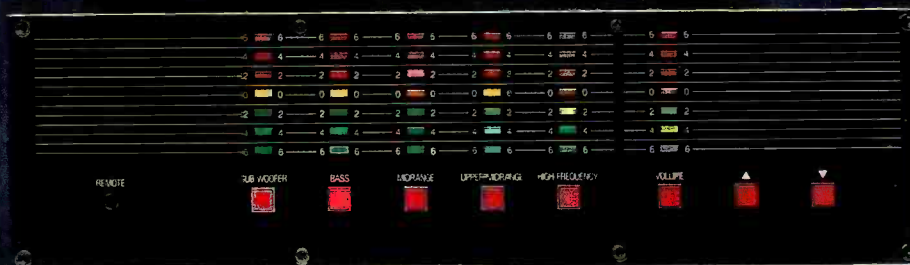 6 6 6 6 6 6 6 6 6 6 6 6
4 4 4 4 4 4 4 4 4 4 4 4
2 2 2 2 2 2 2 2 2 2 2 2
0 0 0 0 0 0 0 0 0 0 0 0
2 2 2 2 2 2 2 2 2 2 2 2
4 4 4 4 4 4 4 4 4 4 4 4
6 6 6 6 6 6 6 6 6 6 6 6
REMOTE SUB WOOFER BASS MIDRANGE UPPER-MIDRANGE HIGH FREQUENCY VOLUME ▲ ▼